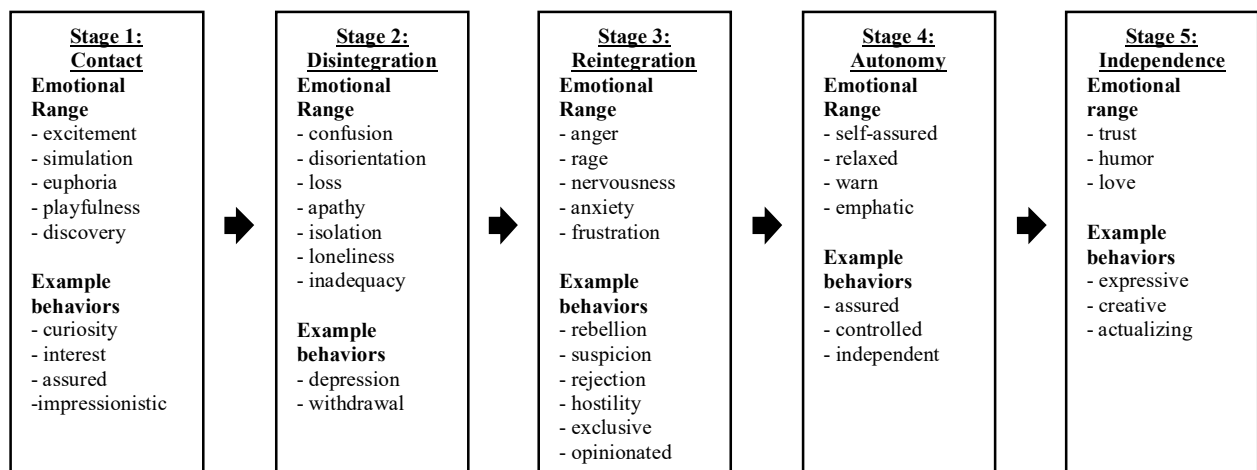 Stage 1:
Contact
Emotional
Range
- excitement
- simulation
- euphoria
- playfulness
- discovery
Example
behaviors
- curiosity
- interest
- assured
-impressionistic
Stage 2:
Disintegration
Emotional
Range
- confusion
- disorientation
- loss
- apathy
- isolation
- loneliness
- inadequacy
Example
behaviors
- depression
- withdrawal
Stage 3:
Reintegration
Emotional
Range
- anger
- rage
- nervousness
- anxiety
- frustration
Example
behaviors
- rebellion
- suspicion
- rejection
- hostility
- exclusive
- opinionated
Stage 4:
Autonomy
Emotional
Range
- self-assured
- relaxed
- warn
- emphatic
Example
behaviors
- assured
- controlled
- independent
Stage 5:
Independence
Emotional
range
- trust
- humor
- love
Example
behaviors
- expressive
- creative
- actualizing